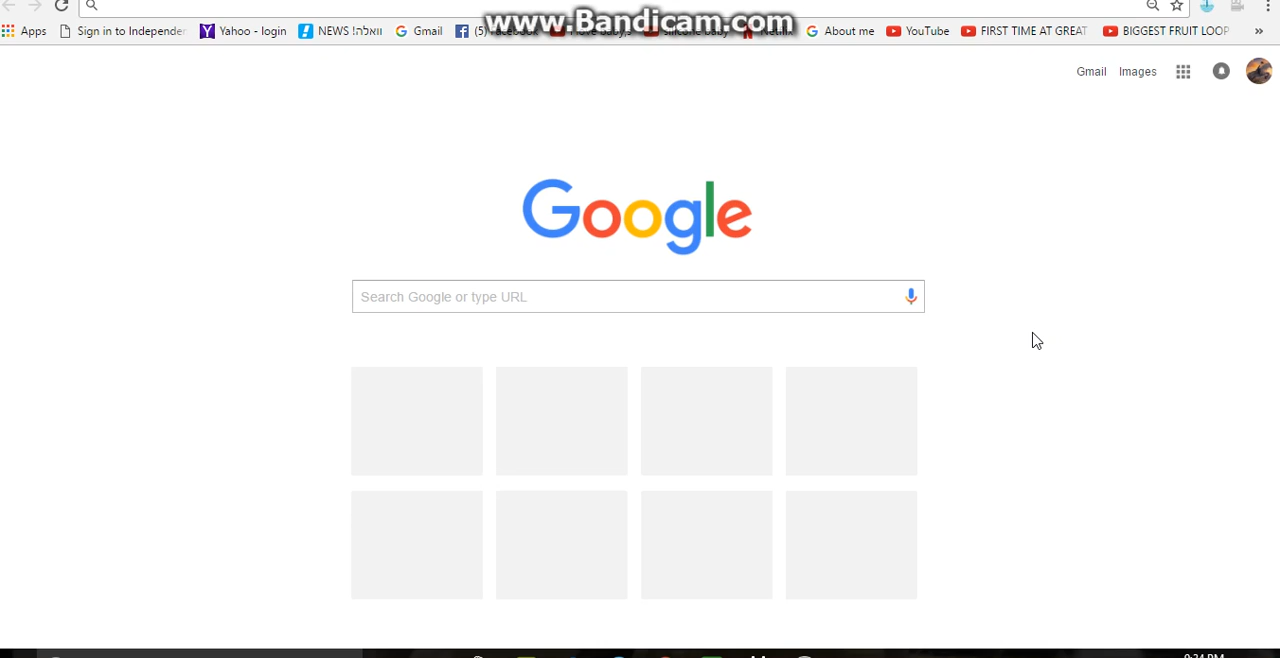 www.Bandicam.com
Apps Sign in to Independen Yahoo - login NEWS !וואלה Gmail About me YouTube FIRST TIME AT GREAT BIGGEST FRUIT LOOP »
Gmail Images
Google
Search Google or type URL